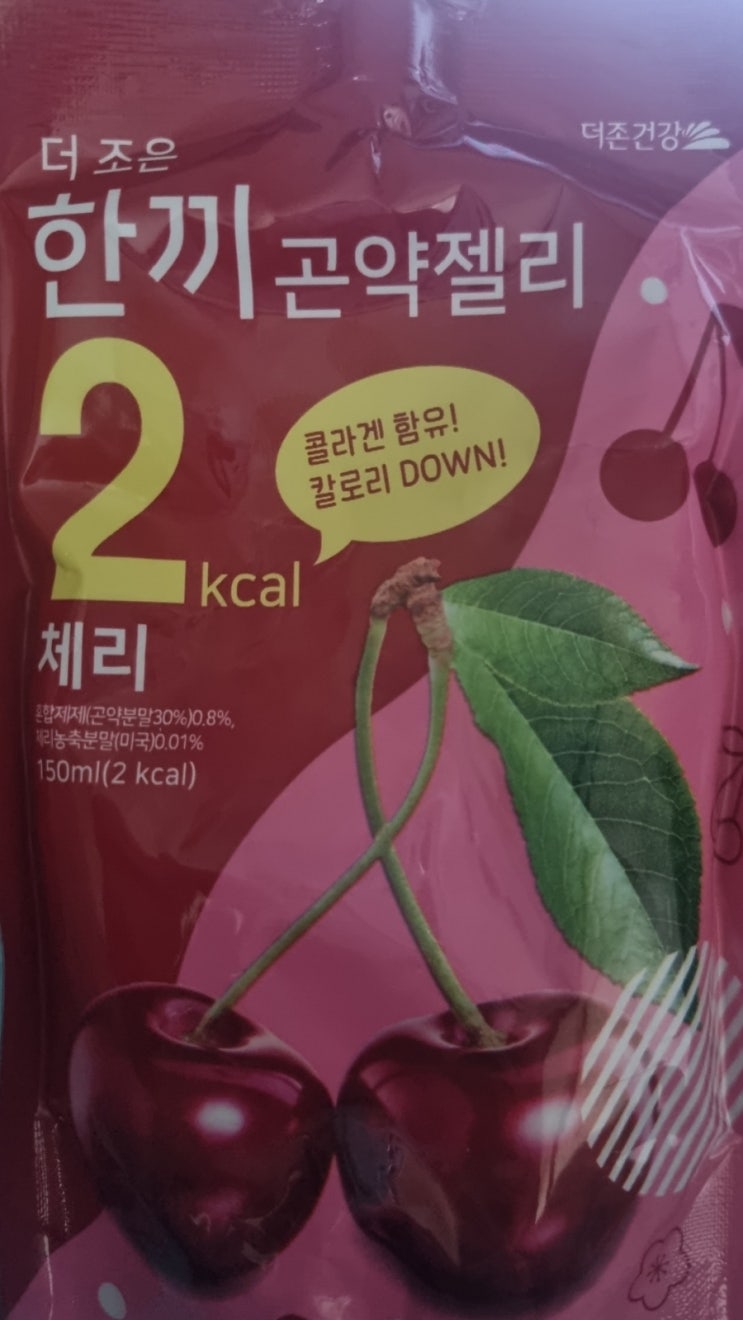 더존건강
더 조은
한끼 곤약젤리
2 kcal
콜라겐 함유!
칼로리 DOWN!
체리
혼합제제(곤약분말30%)0.8%,
체리농축분말(미국)0.01%
150ml(2 kcal)